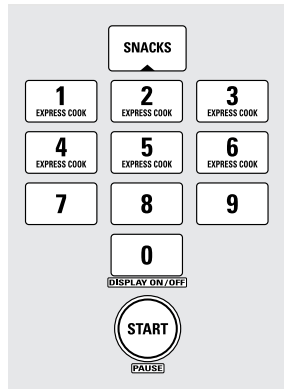 SNACKS
1 2 3
EXPRESS COOK EXPRESS COOK EXPRESS COOK
4 5 6
EXPRESS COOK EXPRESS COOK EXPRESS COOK
7 8 9
0
DISPLAY ON/OFF
START
PAUSE